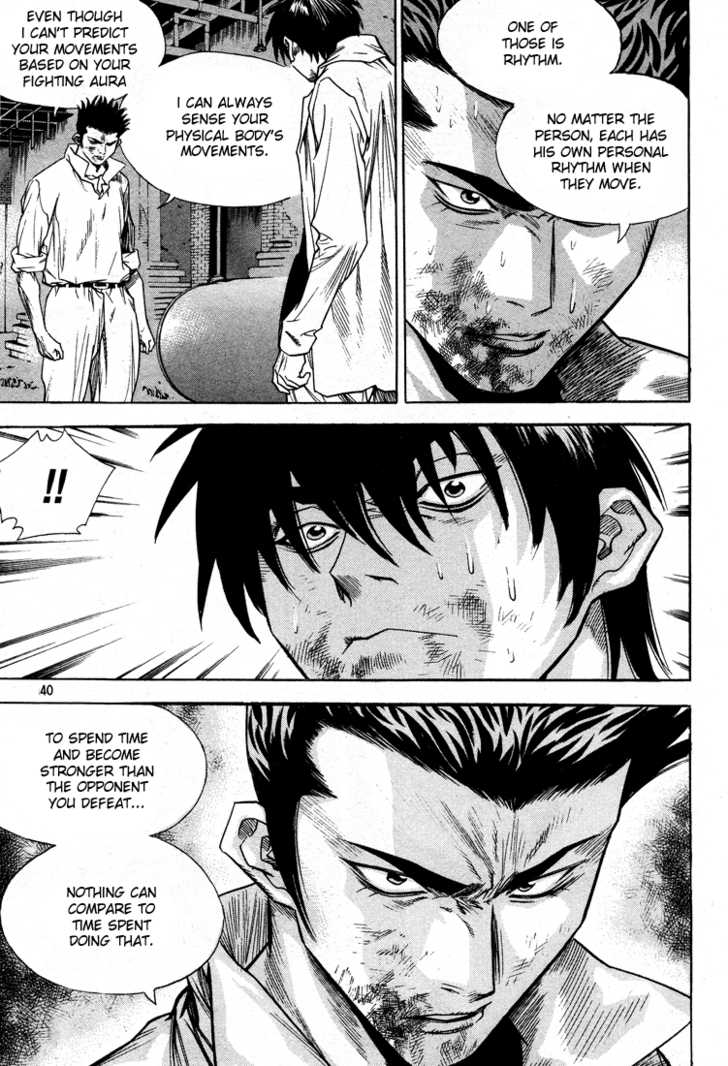 EVEN THOUGH
I CAN'T PREDICT
YOUR MOVEMENTS
BASED ON YOUR
FIGHTING AURA
I CAN ALWAYS
SENSE YOUR
PHYSICAL BODY'S
MOVEMENTS.
ONE OF
THOSE IS
RHYTHM.
NO MATTER THE
PERSON, EACH HAS
HIS OWN PERSONAL
RHYTHM WHEN
THEY MOVE.
!!
40
TO SPEND TIME
AND BECOME
STRONGER THAN
THE OPPONENT
YOU DEFEAT...
NOTHING CAN
COMPARE TO
TIME SPENT
DOING THAT.